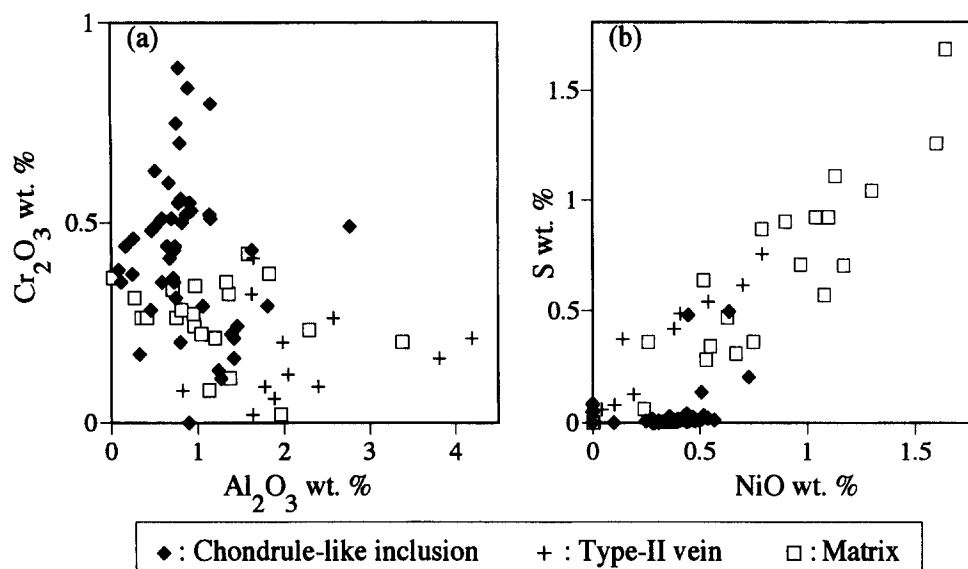 (a)
1
0.5
0
Cr₂O₃ wt. %
0 1 2 3 4
Al₂O₃ wt. %
(b)
1.5
1
0.5
0
S wt. %
0 0.5 1 1.5
NiO wt. %
◆ : Chondrule-like inclusion + : Type-II vein □ : Matrix